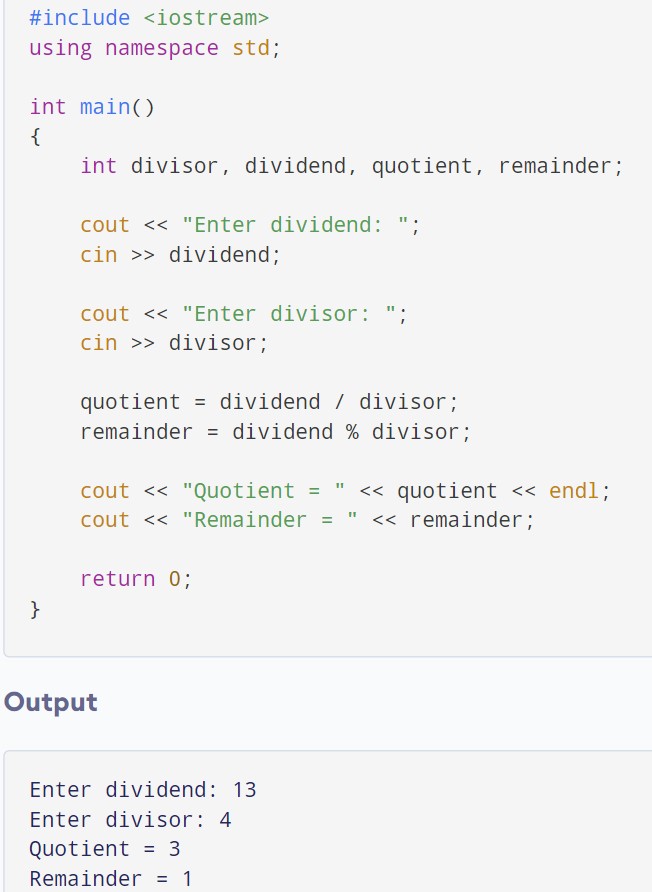 #include <iostream>
using namespace std;

int main()
{
    int divisor, dividend, quotient, remainder;

    cout << "Enter dividend: ";
    cin >> dividend;

    cout << "Enter divisor: ";
    cin >> divisor;

    quotient = dividend / divisor;
    remainder = dividend % divisor;

    cout << "Quotient = " << quotient << endl;
    cout << "Remainder = " << remainder;

    return 0;
}
Output
Enter dividend: 13
Enter divisor: 4
Quotient = 3
Remainder = 1